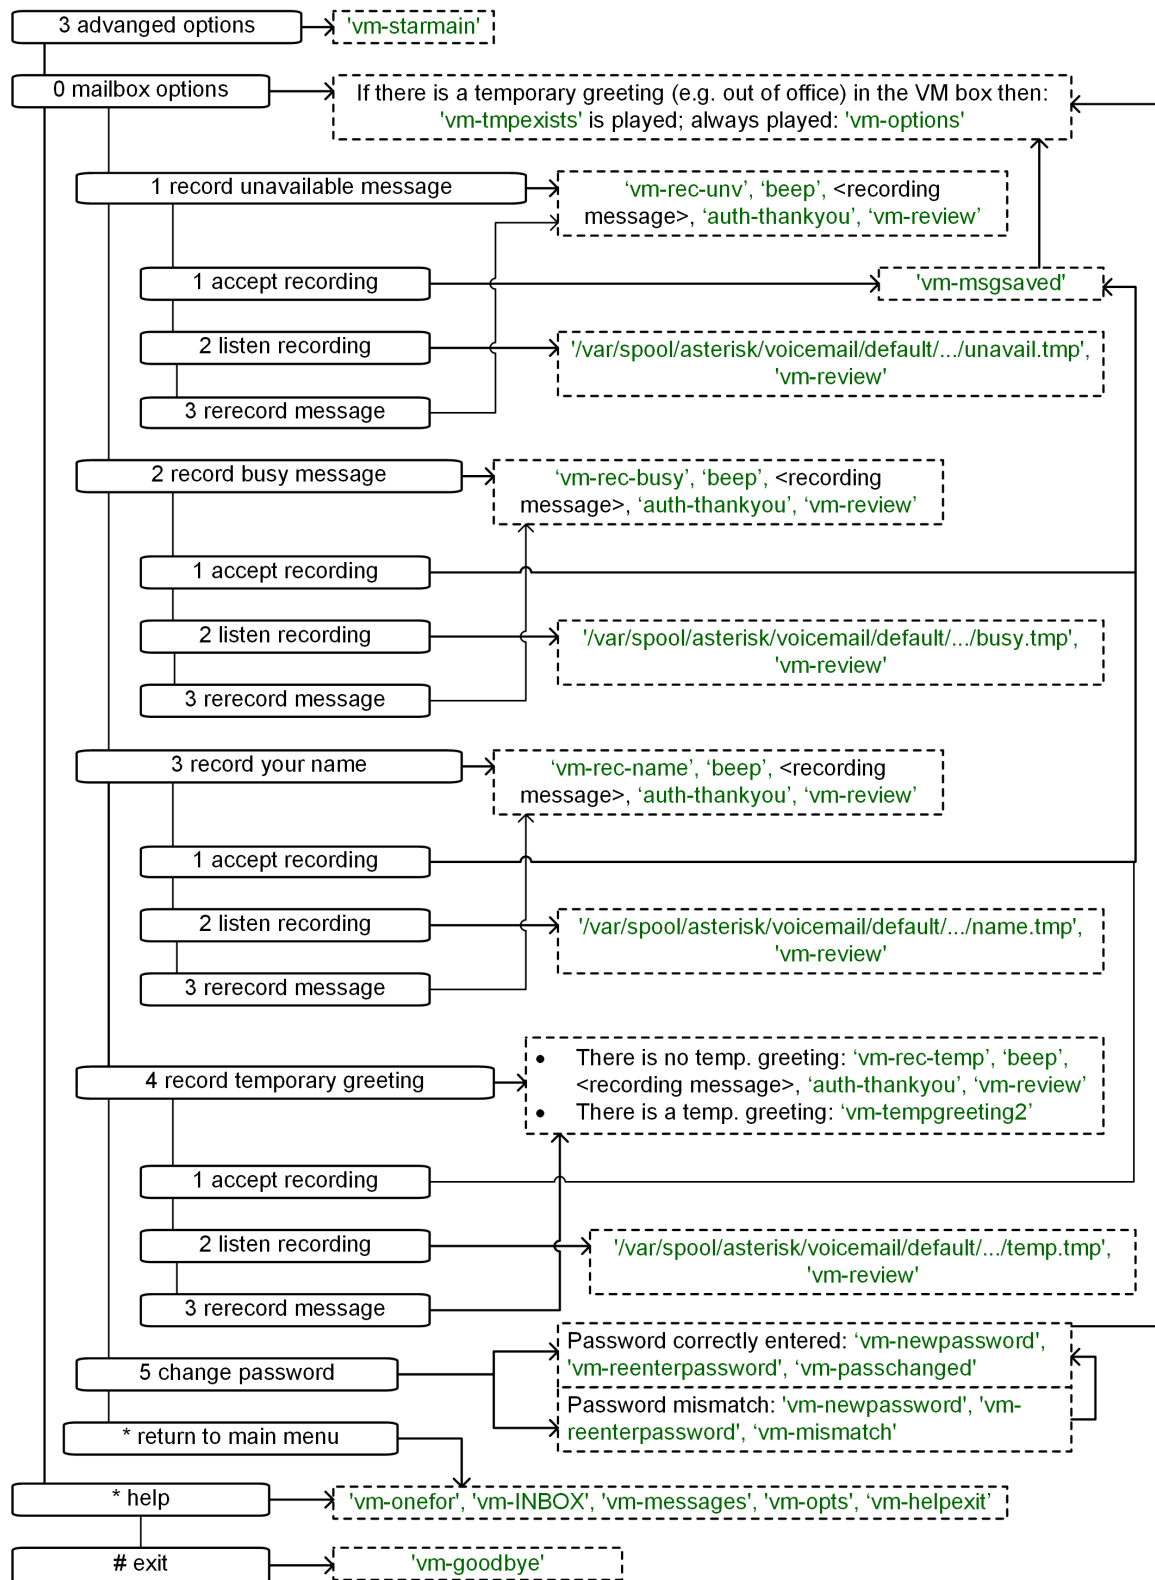 3 advanged options
'vm-starmain'
0 mailbox options
If there is a temporary greeting (e.g. out of office) in the VM box then:
'vm-tmpexists' is played; always played: 'vm-options'
1 record unavailable message
‘vm-rec-unv’, ‘beep’, <recording
message>, ‘auth-thankyou’, ‘vm-review’
1 accept recording
'vm-msgsaved'
2 listen recording
'/var/spool/asterisk/voicemail/default/.../unavail.tmp',
'vm-review'
3 rerecord message
2 record busy message
‘vm-rec-busy’, ‘beep’, <recording
message>, ‘auth-thankyou’, ‘vm-review’
1 accept recording
2 listen recording
'/var/spool/asterisk/voicemail/default/.../busy.tmp',
'vm-review'
3 rerecord message
3 record your name
‘vm-rec-name’, ‘beep’, <recording
message>, ‘auth-thankyou’, ‘vm-review’
1 accept recording
2 listen recording
'/var/spool/asterisk/voicemail/default/.../name.tmp',
'vm-review'
3 rerecord message
4 record temporary greeting
• There is no temp. greeting: ‘vm-rec-temp’, ‘beep’,
<recording message>, ‘auth-thankyou’, ‘vm-review’
• There is a temp. greeting: ‘vm-tempgreeting2’
1 accept recording
2 listen recording
'/var/spool/asterisk/voicemail/default/.../temp.tmp',
'vm-review'
3 rerecord message
5 change password
Password correctly entered: 'vm-newpassword',
'vm-reenterpassword', ‘vm-passchanged’
Password mismatch: 'vm-newpassword', 'vm-
reenterpassword', ‘vm-mismatch’
* return to main menu
* help
'vm-onefor', 'vm-INBOX', 'vm-messages', 'vm-opts', ‘vm-helpexit’
# exit
'vm-goodbye'